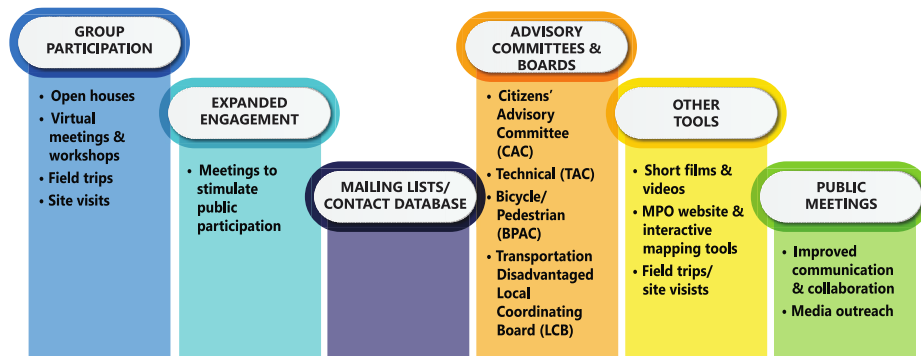 GROUP
PARTICIPATION
• Open houses
• Virtual
meetings &
workshops
• Field trips
• Site visits
EXPANDED
ENGAGEMENT
• Meetings to
stimulate
public
participation
MAILING LISTS/
CONTACT DATABASE
ADVISORY
COMMITTEES &
BOARDS
• Citizens’
Advisory
Committee
(CAC)
• Technical (TAC)
• Bicycle/
Pedestrian
(BPAC)
• Transportation
Disadvantaged
Local
Coordinating
Board (LCB)
OTHER
TOOLS
• Short films &
videos
• MPO website &
interactive
mapping tools
• Field trips/
site visists
PUBLIC
MEETINGS
• Improved
communication
& collaboration
• Media outreach